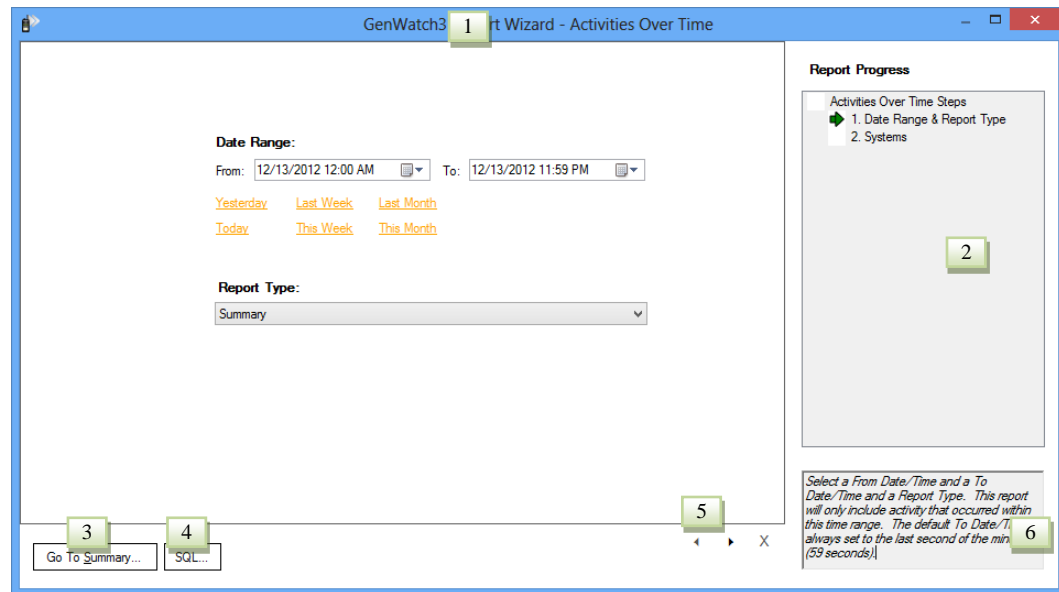 GenWatch3 1 rt Wizard - Activities Over Time
Report Progress
Activities Over Time Steps
1. Date Range & Report Type
2. Systems
2
Date Range:
From: 12/13/2012 12:00 AM To: 12/13/2012 11:59 PM
Yesterday Last Week Last Month
Today This Week This Month
Report Type:
Summary
Select a From Date/Time and a To
Date/Time and a Report Type. This report
will only include activity that occurred within
this time range. The default To Date/
always set to the last second of the min
(59 seconds).
6
3
Go To Summary...
4
SQL...
5
X